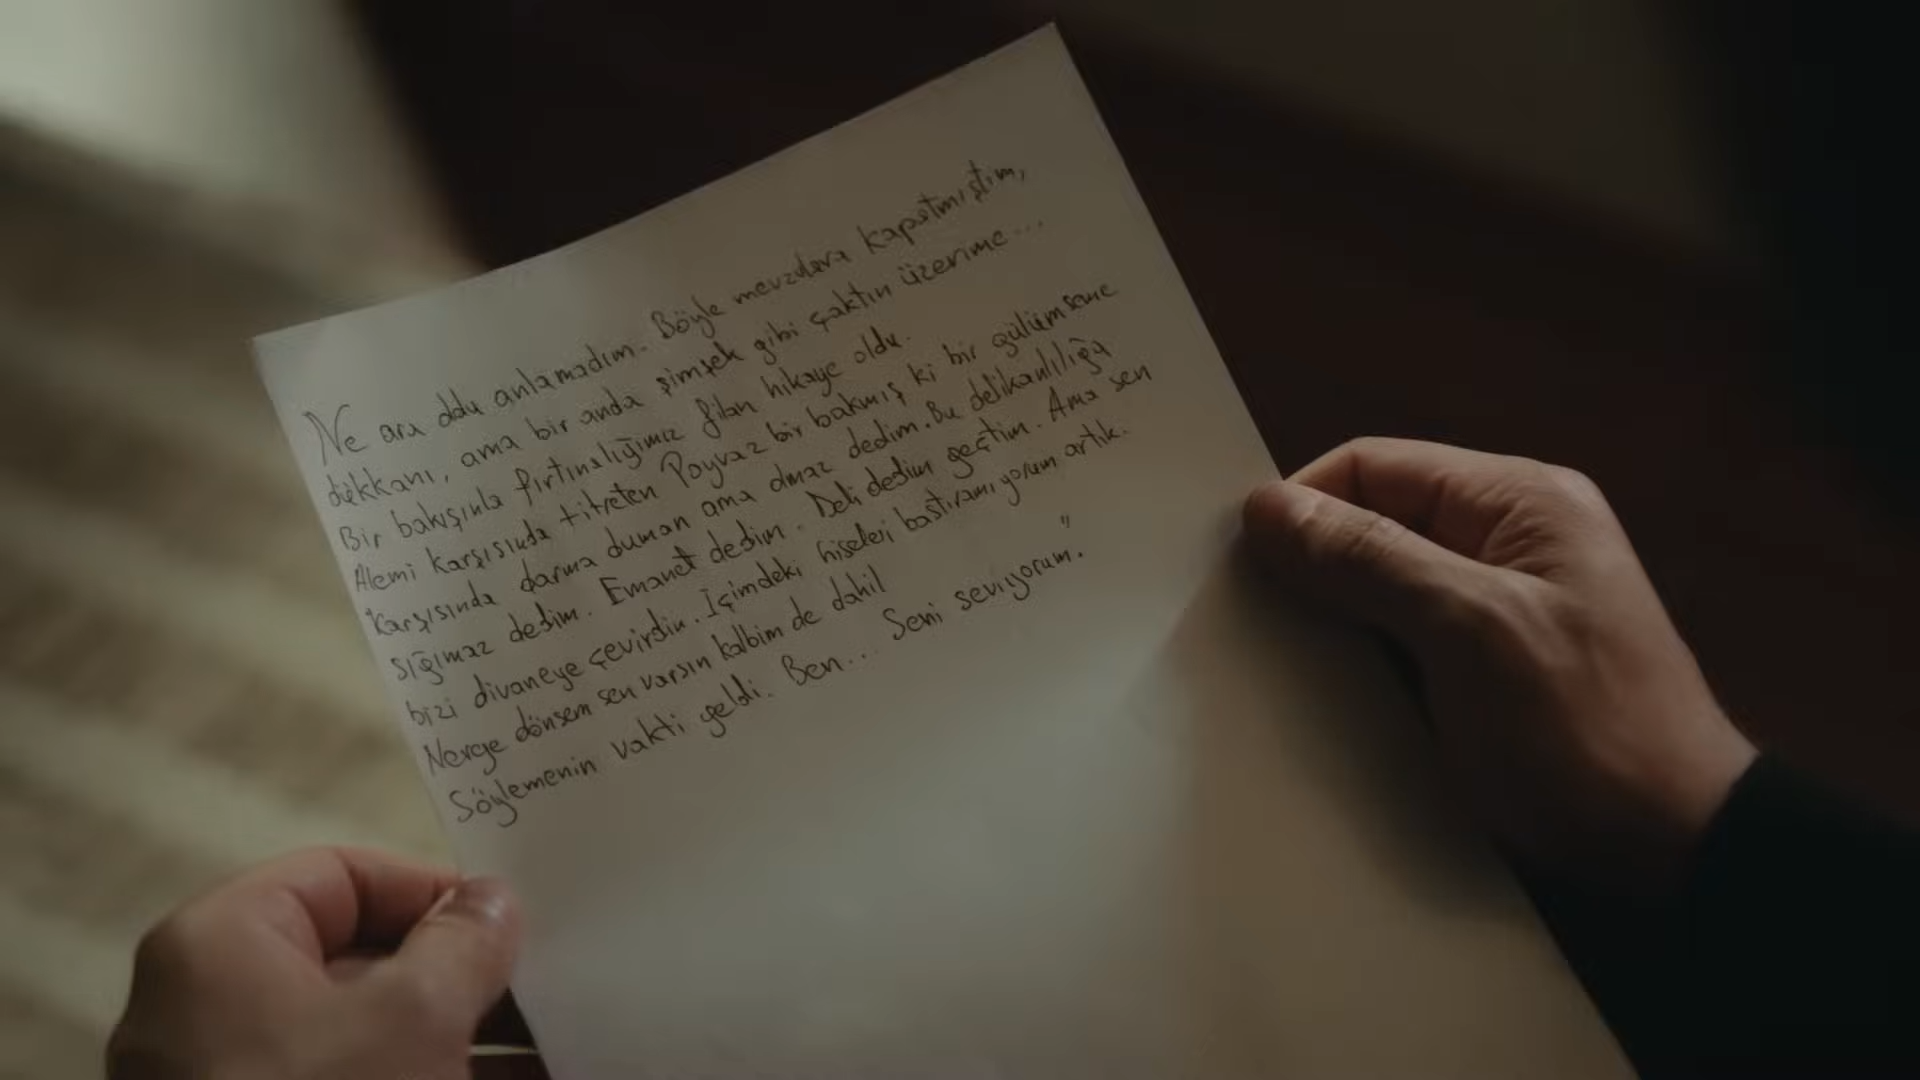 Ne ara oldu anlamadım. Böyle mevzulara kapatmıştım,
dükkanı, ama bir anda şimşek gibi çaktın üzerime...
Bir bakışınla fırtınalığımız filan hikaye oldu.
Alemi karşısında titreten Poyraz bir bakmış ki bir gülümseme
karşısında darma duman ama olmaz dedim. Bu delikanlılığa
sığmaz dedim. Emanet dedim. Deli dedim geçtim. Ama sen
bizi divaneye çevirdin. İçimdeki hisleri bastıramıyorum artık.
Nereye dönsem sen varsın kalbim de dahil "
Söylemenin vakti geldi. Ben... Seni seviyorum.